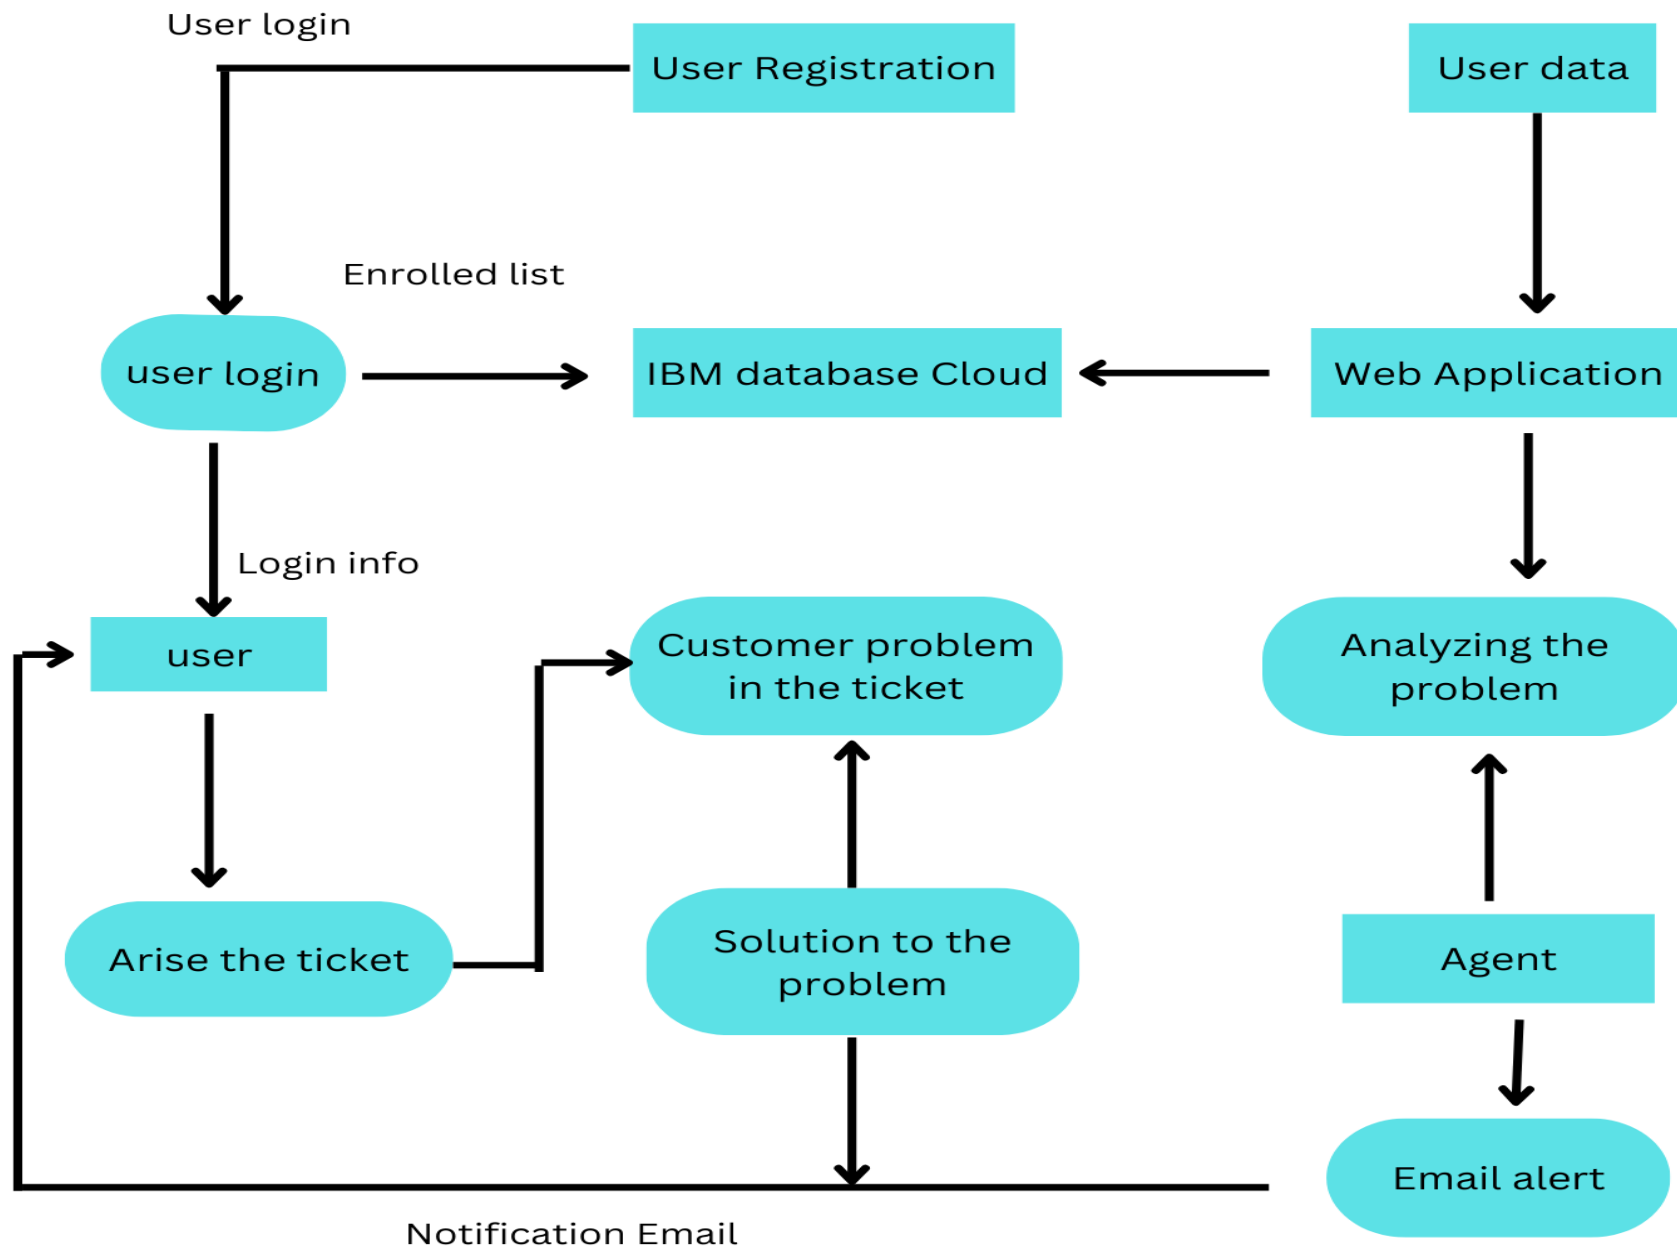 User login
User Registration
User data
Enrolled list
user login
IBM database Cloud
Web Application
Login info
user
Customer problem
in the ticket
Analyzing the
problem
Arise the ticket
Solution to the
problem
Agent
Email alert
Notification Email